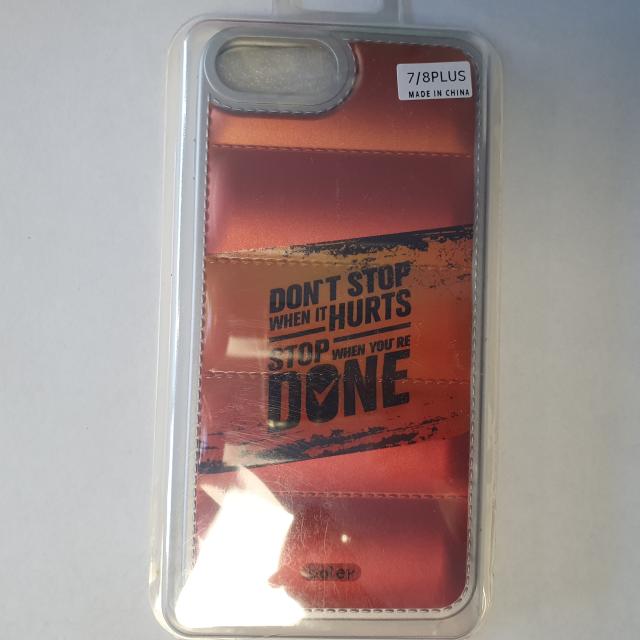 7/8PLUS
MADE IN CHINA
DON'T STOP
WHEN IT HURTS
STOP WHEN YOU'RE
DONE